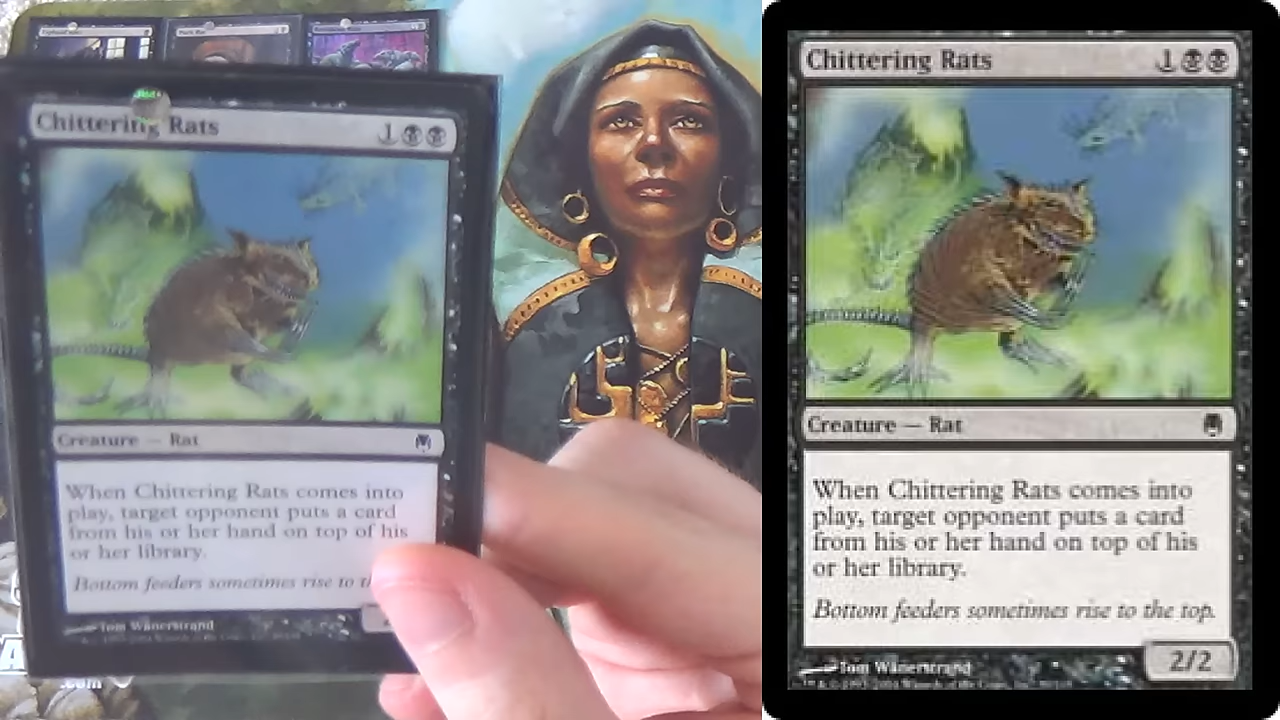 Chittering Rats 1
Creature — Rat
When Chittering Rats comes into
play, target opponent puts a card
from his or her hand on top of his
or her library.
Bottom feeders sometimes rise to
Tom Wänerstrand
.com
Chittering Rats 1
Creature — Rat
When Chittering Rats comes into
play, target opponent puts a card
from his or her hand on top of his
or her library.
Bottom feeders sometimes rise to the top.
2/2
Tom Wänerstrand